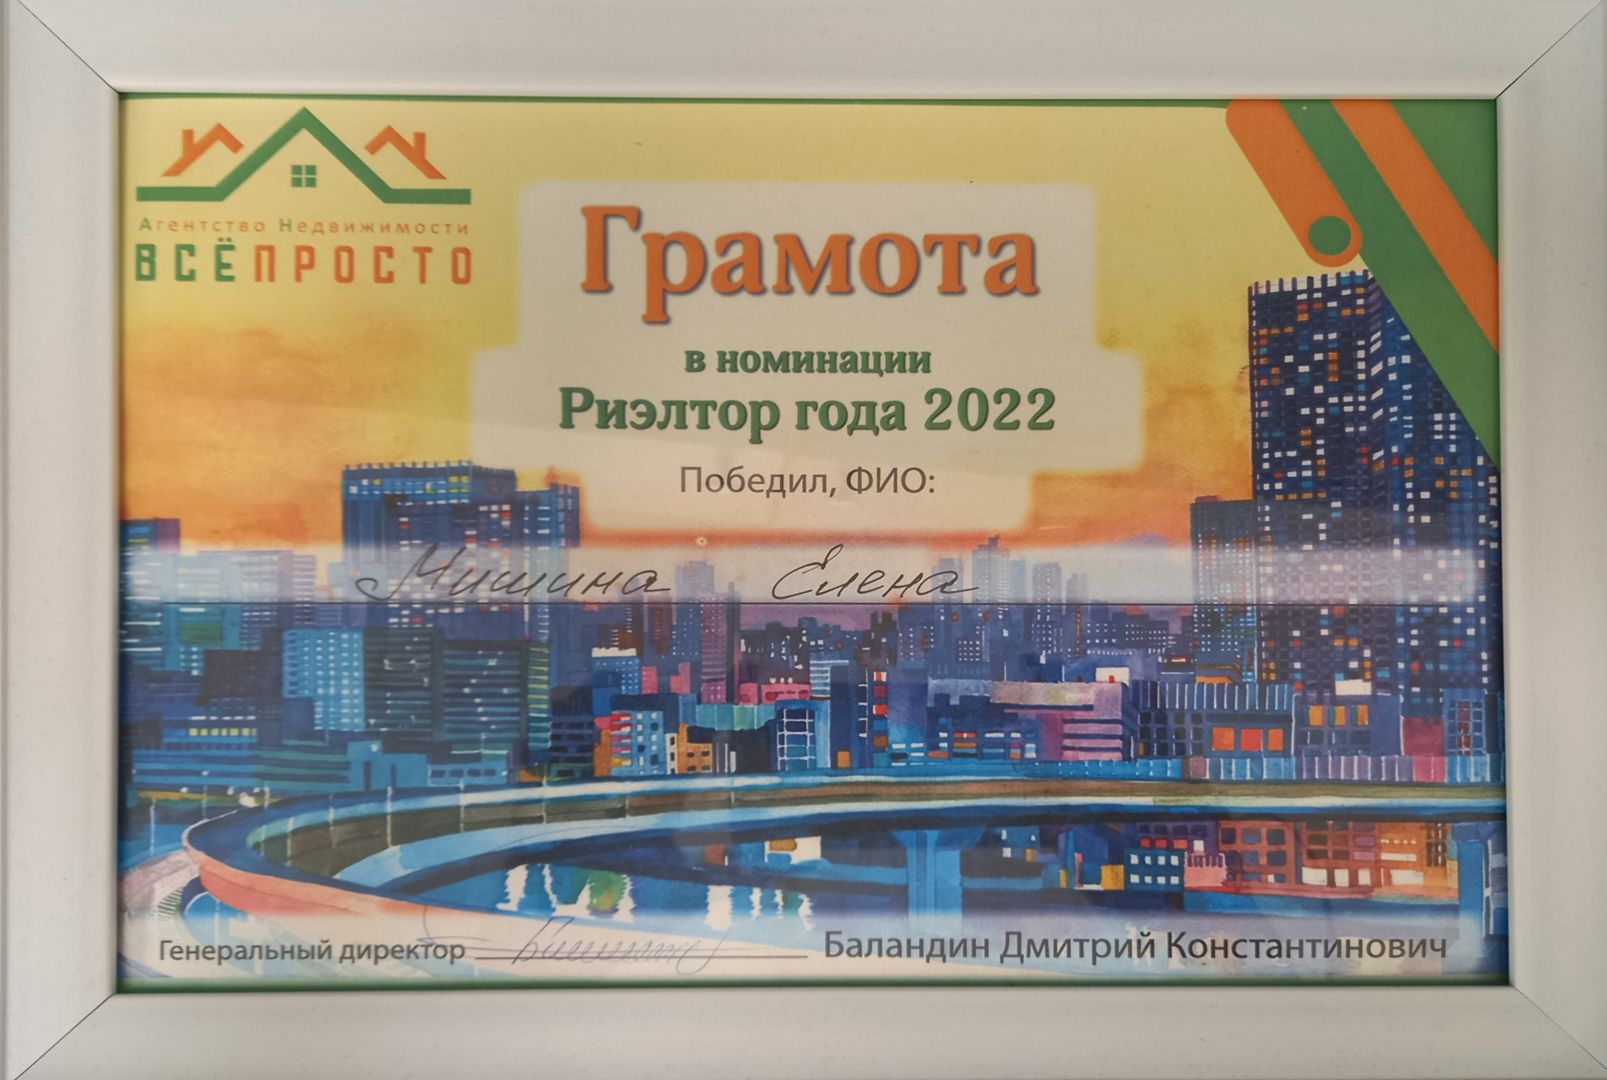 Агентство Недвижимости
ВСЁПРОСТО
Грамота
в номинации
Риэлтор года 2022
Победил, ФИО:
Мишина Елена
Генеральный директор Баландин Дмитрий Константинович